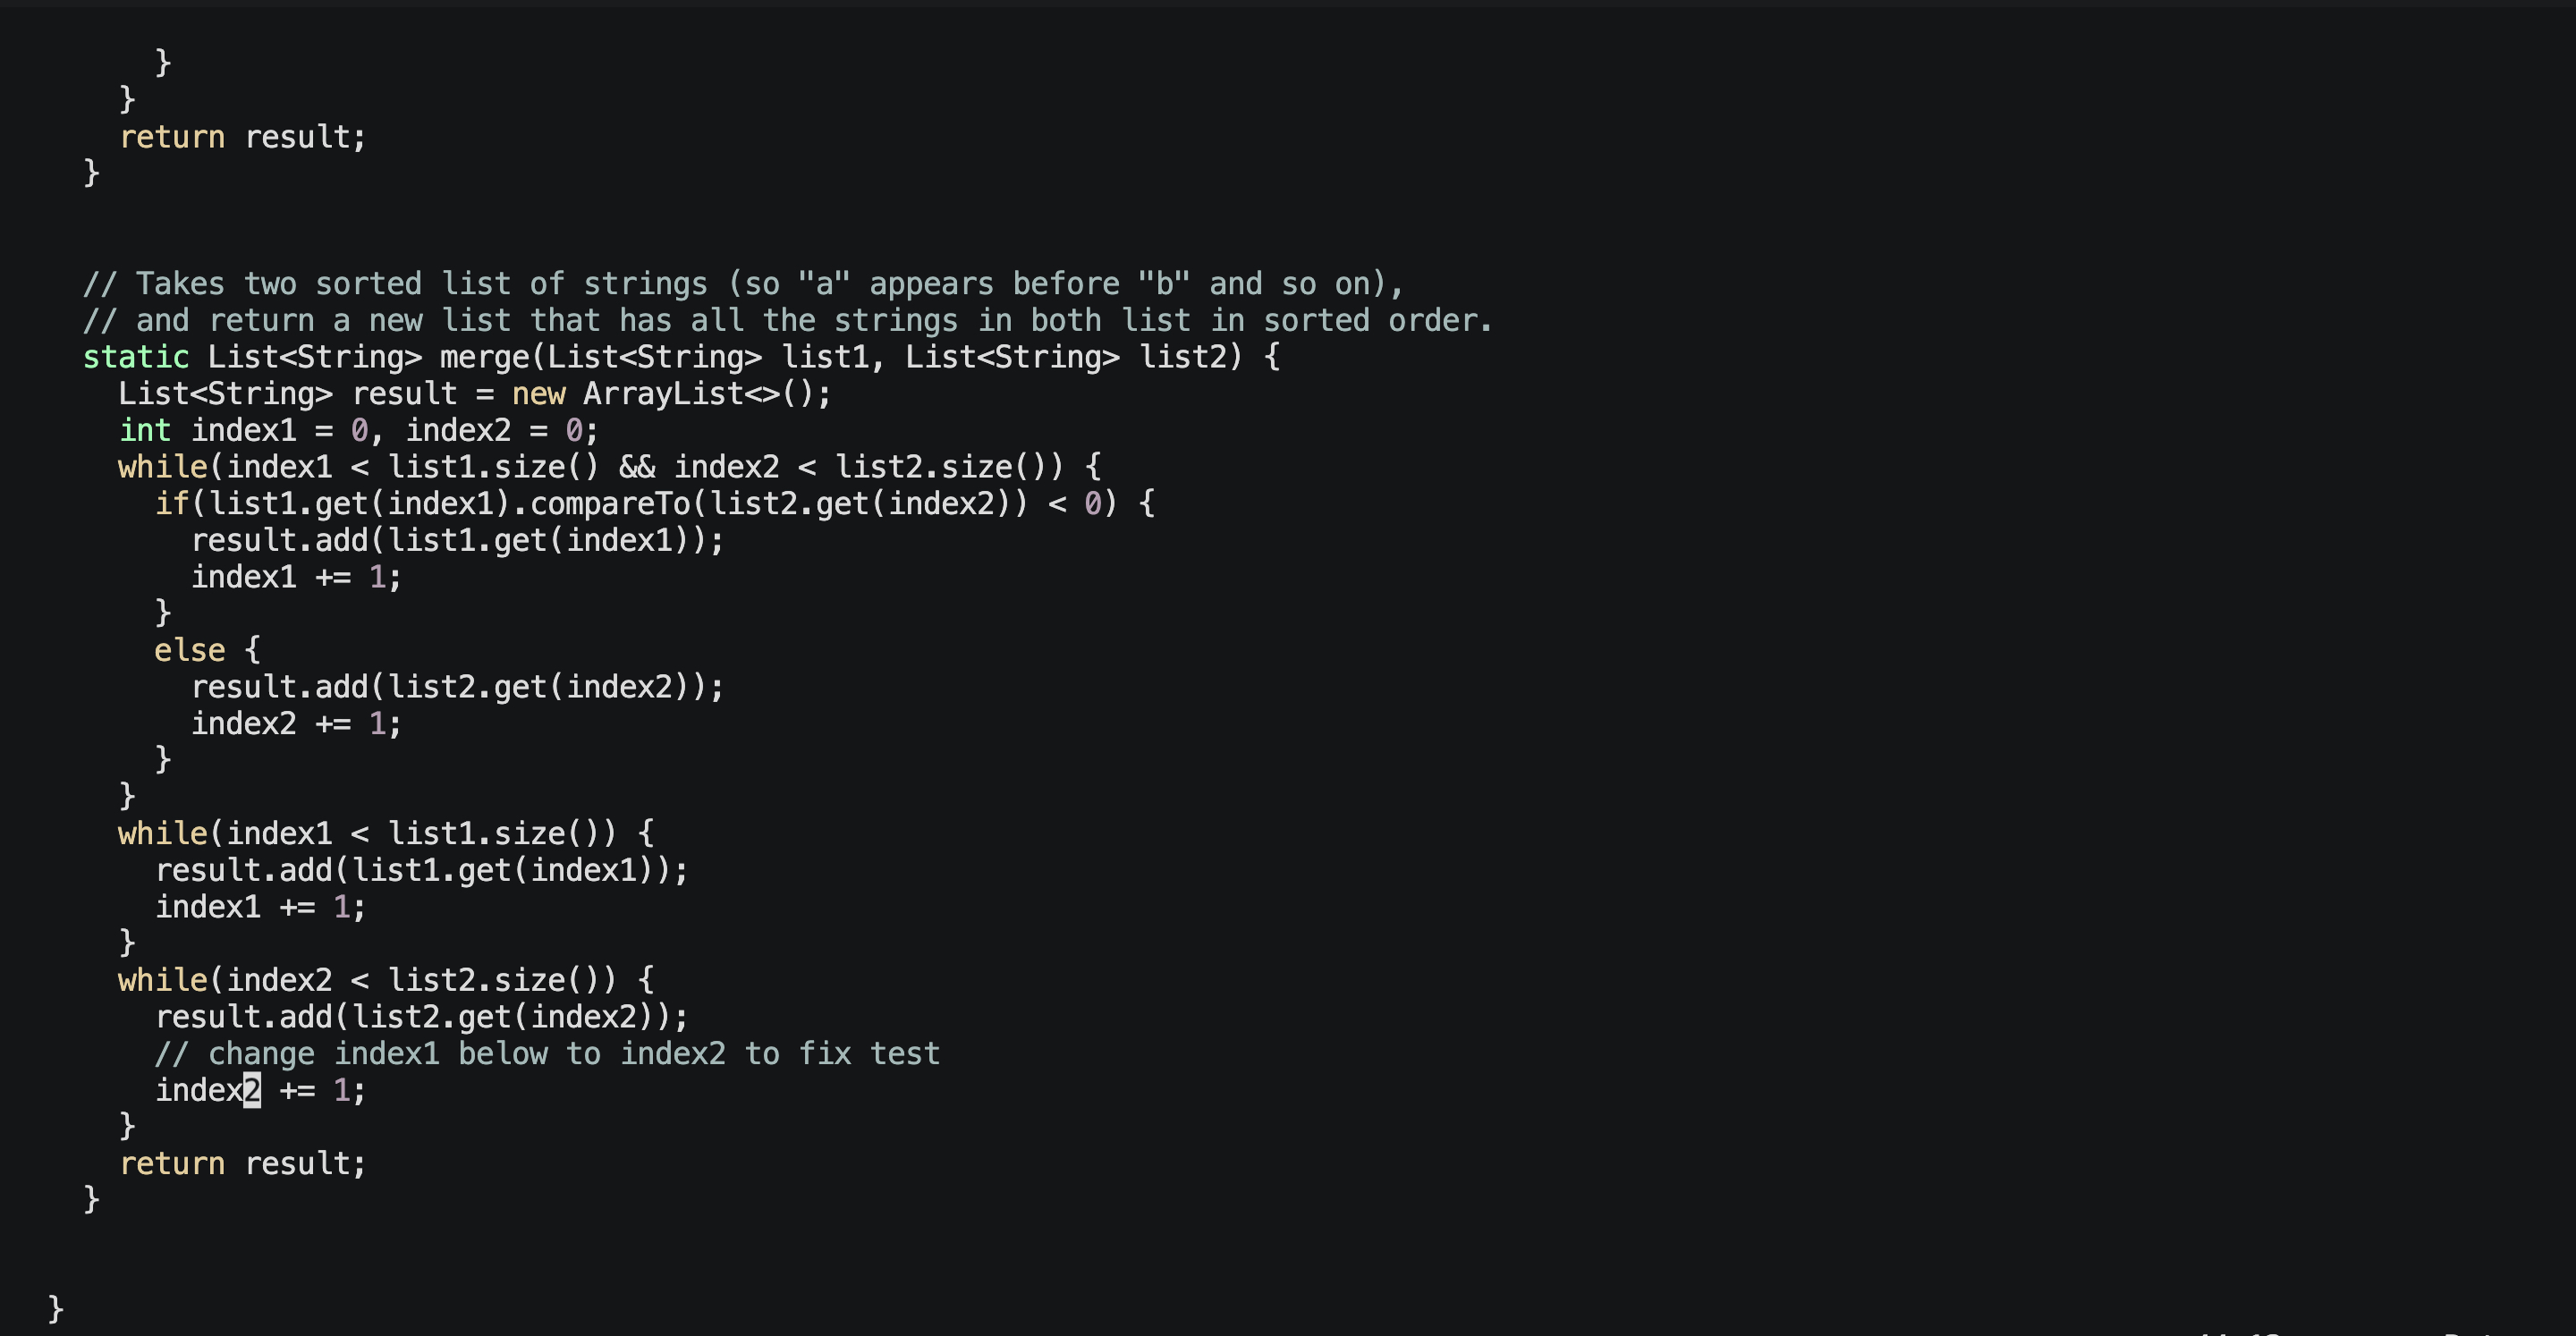 }
}
return result;
}
// Takes two sorted list of strings (so "a" appears before "b" and so on),
// and return a new list that has all the strings in both list in sorted order.
static List<String> merge(List<String> list1, List<String> list2) {
List<String> result = new ArrayList<>();
int index1 = 0, index2 = 0;
while(index1 < list1.size() && index2 < list2.size()) {
if(list1.get(index1).compareTo(list2.get(index2)) < 0) {
result.add(list1.get(index1));
index1 += 1;
}
else {
result.add(list2.get(index2));
index2 += 1;
}
}
while(index1 < list1.size()) {
result.add(list1.get(index1));
index1 += 1;
}
while(index2 < list2.size()) {
result.add(list2.get(index2));
// change index1 below to index2 to fix test
index2 += 1;
}
return result;
}
}